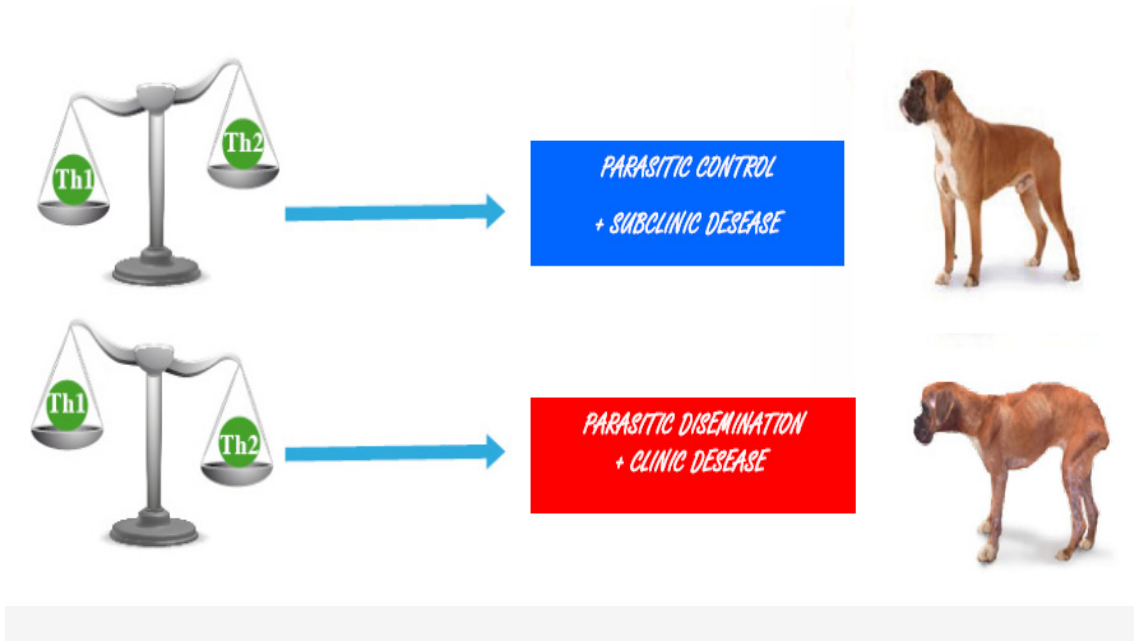 Th1
Th2
PARASITIC CONTROL
+ SUBCLINIC DESEASE
Th1
Th2
PARASITIC DISEMINATION
+ CLINIC DESEASE